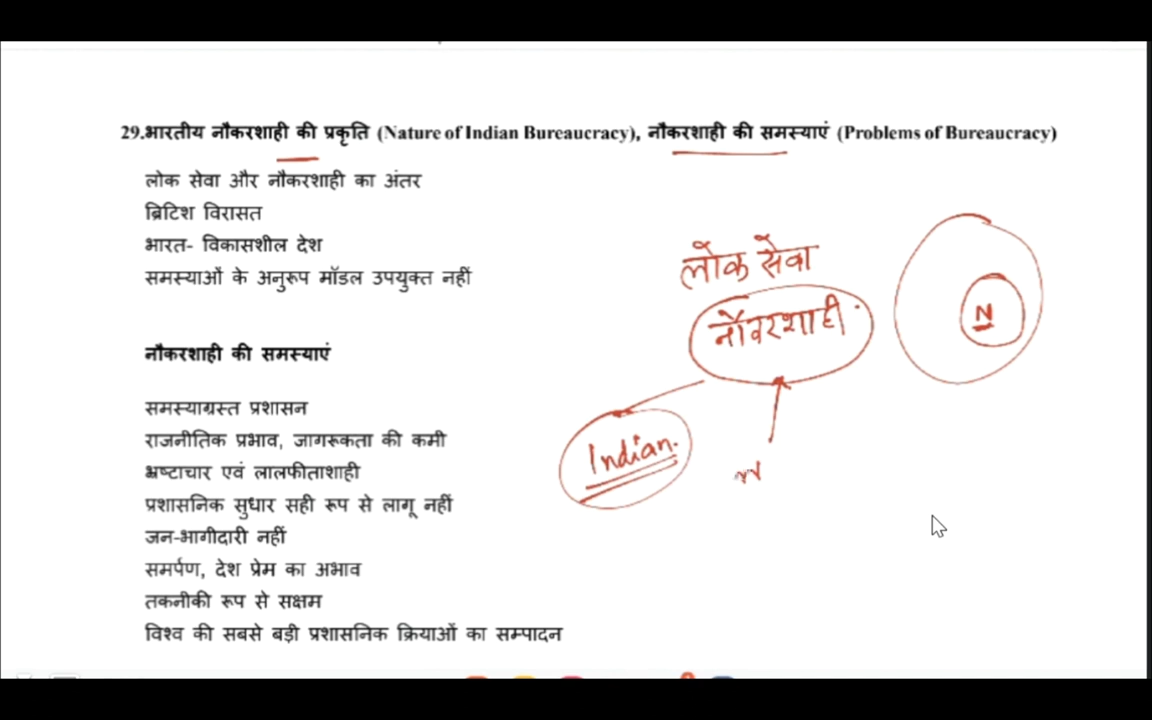 29.भारतीय नौकरशाही की प्रकृति (Nature of Indian Bureaucracy), नौकरशाही की समस्याएं (Problems of Bureaucracy)
लोक सेवा और नौकरशाही का अंतर
ब्रिटिश विरासत
भारत- विकासशील देश
समस्याओं के अनुरूप मॉडल उपयुक्त नहीं
लोक सेवा
नौकरशाही
N
Indian.
नौकरशाही की समस्याएं
समस्याग्रस्त प्रशासन
राजनीतिक प्रभाव, जागरूकता की कमी
भ्रष्टाचार एवं लालफीताशाही
प्रशासनिक सुधार सही रूप से लागू नहीं
जन-भागीदारी नहीं
समर्पण, देश प्रेम का अभाव
तकनीकी रूप से सक्षम
विश्व की सबसे बड़ी प्रशासनिक क्रियाओं का सम्पादन